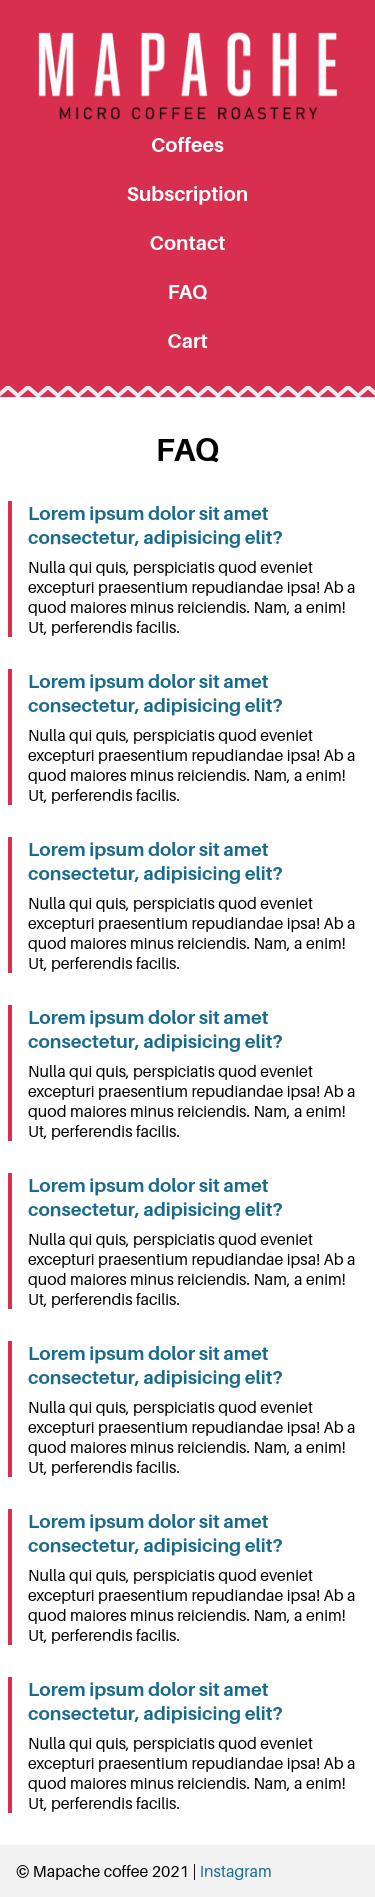 MAPACHE
MICRO COFFEE ROASTERY
Coffees
Subscription
Contact
FAQ
Cart
FAQ
Lorem ipsum dolor sit amet
consectetur, adipisicing elit?
Nulla qui quis, perspiciatis quod eveniet
excepturi praesentium repudiandae ipsa! Ab a
quod maiores minus reiciendis. Nam, a enim!
Ut, perferendis facilis.
Lorem ipsum dolor sit amet
consectetur, adipisicing elit?
Nulla qui quis, perspiciatis quod eveniet
excepturi praesentium repudiandae ipsa! Ab a
quod maiores minus reiciendis. Nam, a enim!
Ut, perferendis facilis.
Lorem ipsum dolor sit amet
consectetur, adipisicing elit?
Nulla qui quis, perspiciatis quod eveniet
excepturi praesentium repudiandae ipsa! Ab a
quod maiores minus reiciendis. Nam, a enim!
Ut, perferendis facilis.
Lorem ipsum dolor sit amet
consectetur, adipisicing elit?
Nulla qui quis, perspiciatis quod eveniet
excepturi praesentium repudiandae ipsa! Ab a
quod maiores minus reiciendis. Nam, a enim!
Ut, perferendis facilis.
Lorem ipsum dolor sit amet
consectetur, adipisicing elit?
Nulla qui quis, perspiciatis quod eveniet
excepturi praesentium repudiandae ipsa! Ab a
quod maiores minus reiciendis. Nam, a enim!
Ut, perferendis facilis.
Lorem ipsum dolor sit amet
consectetur, adipisicing elit?
Nulla qui quis, perspiciatis quod eveniet
excepturi praesentium repudiandae ipsa! Ab a
quod maiores minus reiciendis. Nam, a enim!
Ut, perferendis facilis.
Lorem ipsum dolor sit amet
consectetur, adipisicing elit?
Nulla qui quis, perspiciatis quod eveniet
excepturi praesentium repudiandae ipsa! Ab a
quod maiores minus reiciendis. Nam, a enim!
Ut, perferendis facilis.
Lorem ipsum dolor sit amet
consectetur, adipisicing elit?
Nulla qui quis, perspiciatis quod eveniet
excepturi praesentium repudiandae ipsa! Ab a
quod maiores minus reiciendis. Nam, a enim!
Ut, perferendis facilis.
© Mapache coffee 2021 | Instagram